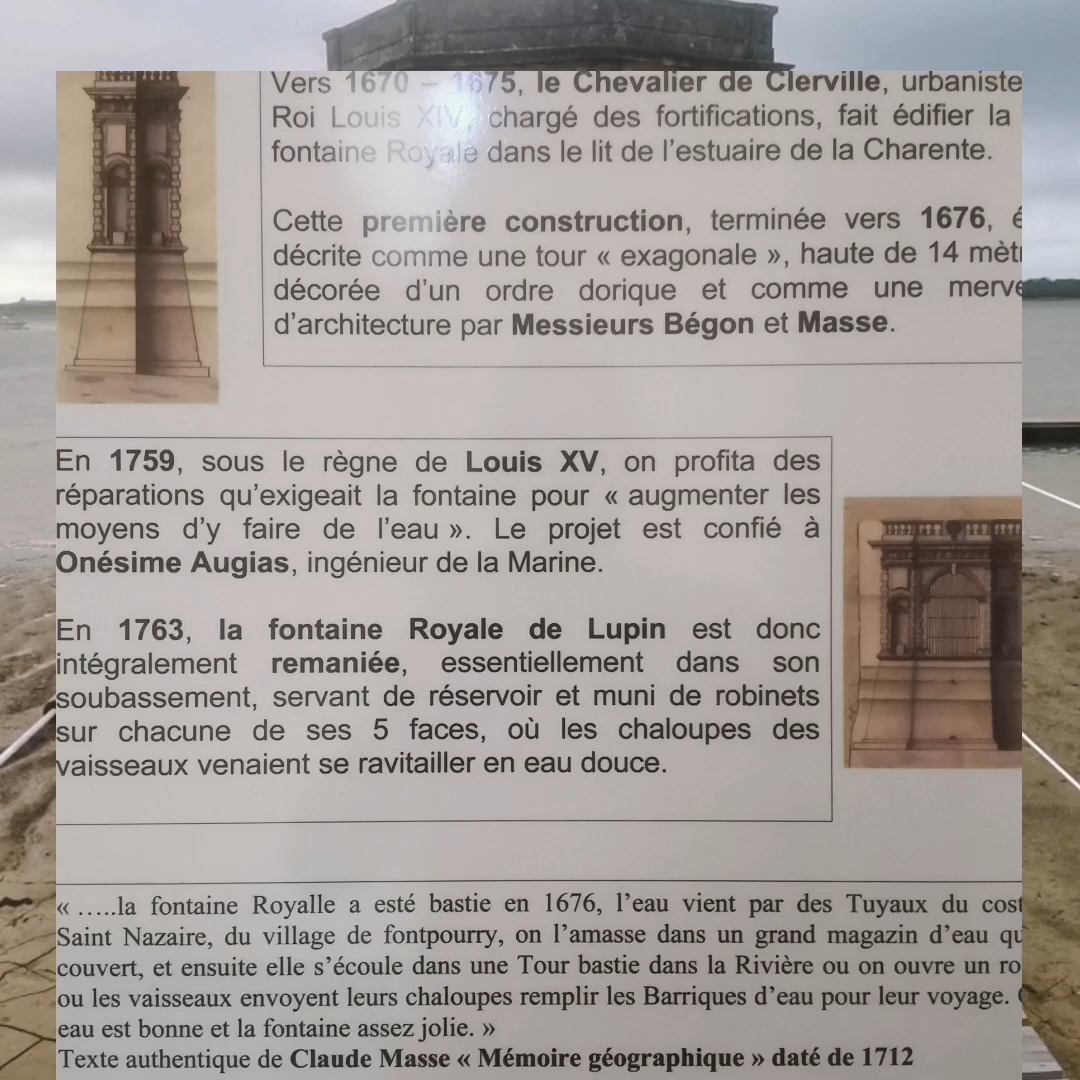 Vers 1670 – 1675, le Chevalier de Clerville, urbaniste
Roi Louis XIV, chargé des fortifications, fait édifier la
fontaine Royale dans le lit de l'estuaire de la Charente.
Cette première construction, terminée vers 1676,
décrite comme une tour « exagonale », haute de 14
décorée d'un ordre dorique et comme une
d'architecture par Messieurs Bégon et Masse.
En 1759, sous le règne de Louis XV, on profita des
réparations qu'exigeait la fontaine pour « augmenter les
moyens d'y faire de l'eau ». Le projet est confié à
Onésime Augias, ingénieur de la Marine.
En 1763, la fontaine Royale de Lupin est donc
intégralement remaniée, essentiellement dans son
soubassement, servant de réservoir et muni de robinets
sur chacune de ses 5 faces, où les chaloupes des
vaisseaux venaient se ravitailler en eau douce.
« …..la fontaine Royalle a esté bastie en 1676, l'eau vient par des Tuyaux du
Saint Nazaire, du village de fontpourry, on l'amasse dans un grand magazin d'eau
couvert, et ensuite elle s'écoule dans une Tour bastie dans la Rivière ou on ouvre un
ou les vaisseaux envoyent leurs chaloupes remplir les Barriques d'eau pour leur voyage.
eau est bonne et la fontaine assez jolie. »
Texte authentique de Claude Masse « Mémoire géographique » daté de 1712